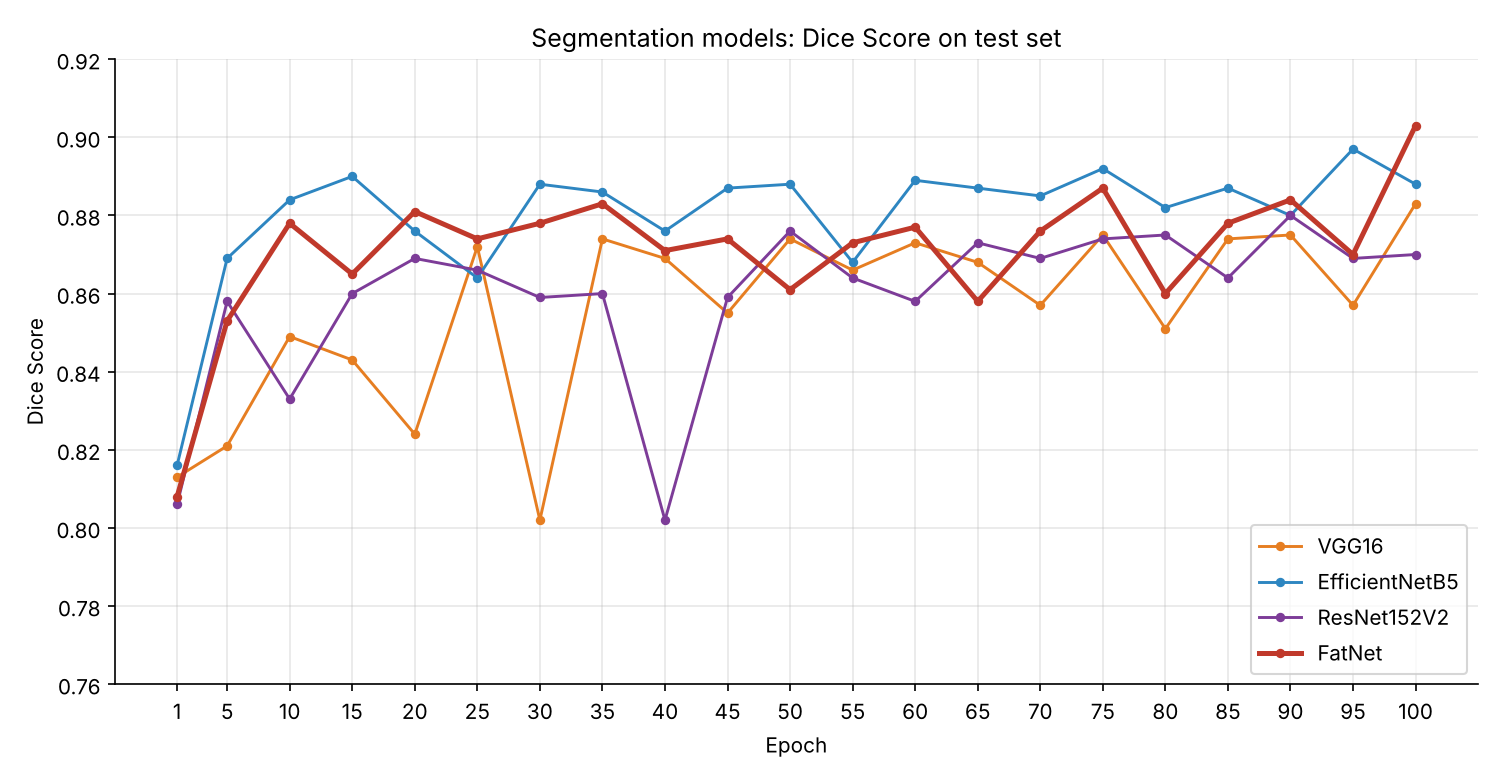 Segmentation models: Dice Score on test set
Dice Score
0.92
0.90
0.88
0.86
0.84
0.82
0.80
0.78
0.76
1 5 10 15 20 25 30 35 40 45 50 55 60 65 70 75 80 85 90 95 100
Epoch
VGG16
EfficientNetB5
ResNet152V2
FatNet